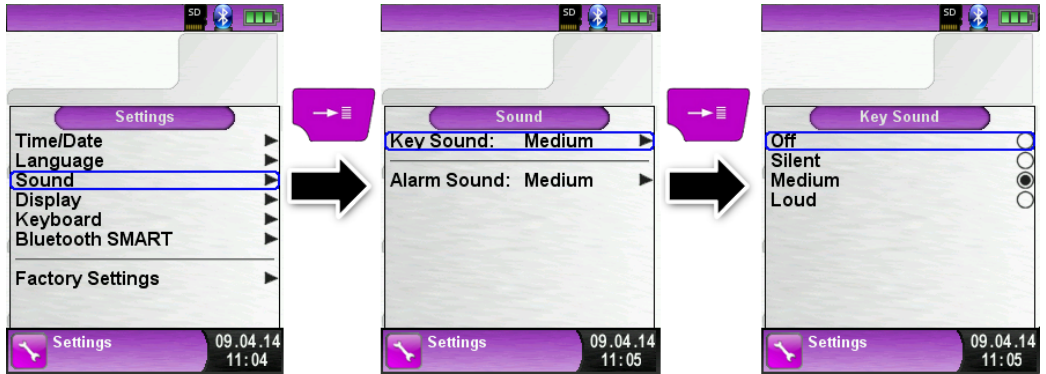 SD
Settings
Time/Date
Language
Sound
Display
Keyboard
Bluetooth SMART
Factory Settings
Settings
09.04.14
11:04
SD
Sound
Key Sound: Medium
Alarm Sound: Medium
Settings
09.04.14
11:05
SD
Key Sound
Off
Silent
Medium
Loud
Settings
09.04.14
11:05